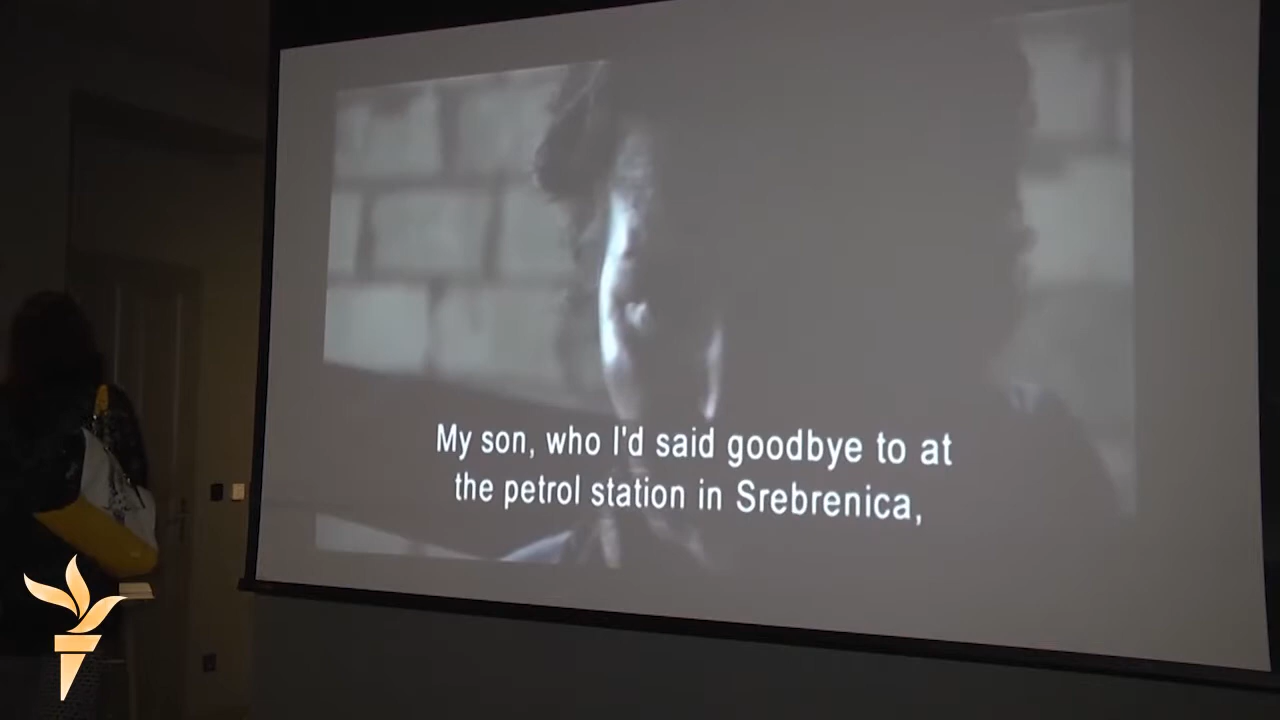 My son, who I'd said goodbye to at
the petrol station in Srebrenica,